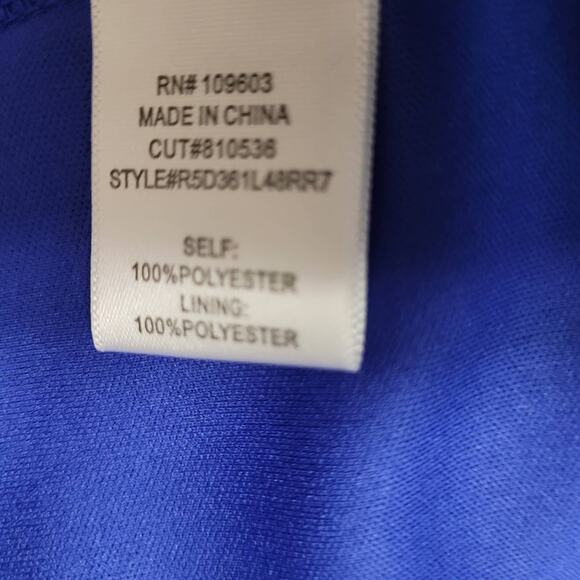 RN# 109603
MADE IN CHINA
CUT#810536
STYLE#R5D361L48RR7
SELF:
100%POLYESTER
LINING:
100%POLYESTER